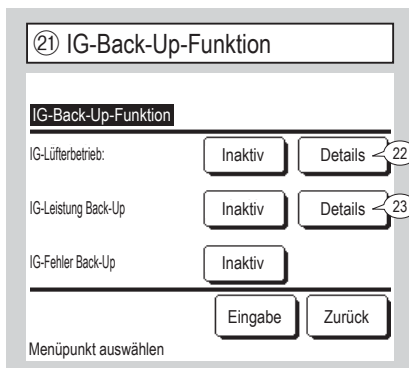 ㉑ IG-Back-Up-Funktion
IG-Back-Up-Funktion
IG-Lüfterbetrieb: Inaktiv Details 22
IG-Leistung Back-Up Inaktiv Details 23
IG-Fehler Back-Up Inaktiv
Eingabe Zurück
Menüpunkt auswählen